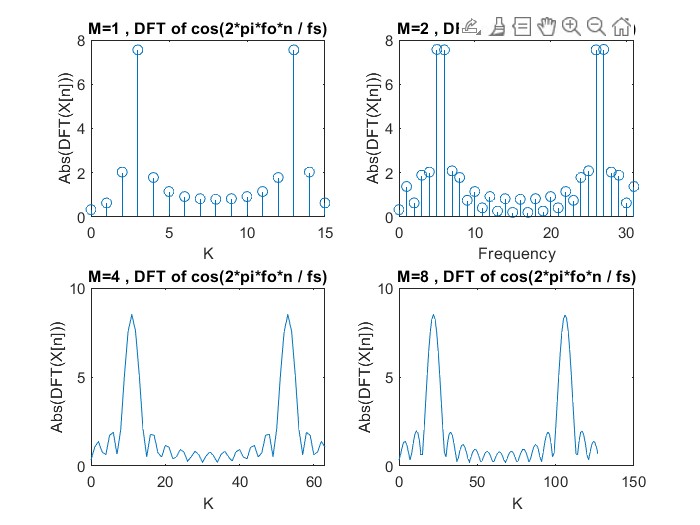 M=1 , DFT of cos(2*pi*fo*n / fs)
Abs(DFT(X[n]))
8
6
4
2
0
0 5 10 15
K
M=2 , DF
)
Abs(DFT(X[n]))
8
6
4
2
0
0 10 20 30
Frequency
M=4 , DFT of cos(2*pi*fo*n / fs)
Abs(DFT(X[n]))
10
5
0
0 20 40 60
K
M=8 , DFT of cos(2*pi*fo*n / fs)
Abs(DFT(X[n]))
10
5
0
0 50 100 150
K